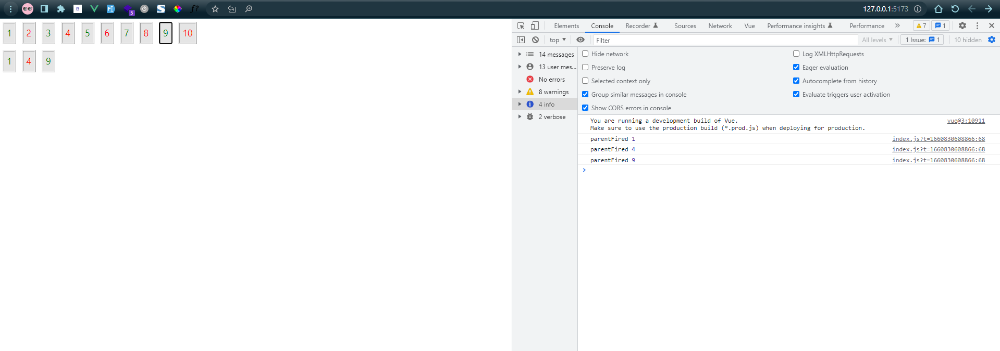 B V FI 5 S f? 127.0.0.1:5173
1 2 3 4 5 6 7 8 9 10
1 4 9
Elements Console Recorder Sources Network Vue Performance insights Performance » 7 1
top Filter All levels 1 Issue: 1 10 hidden
14 messages
13 user mes...
No errors
8 warnings
4 info
2 verbose
Hide network Log XMLHttpRequests
Preserve log Eager evaluation
Selected context only Autocomplete from history
Group similar messages in console Evaluate triggers user activation
Show CORS errors in console
You are running a development build of Vue. vue@3:10911
Make sure to use the production build (*.prod.js) when deploying for production.
parentFired 1 index.js?t=1660830608866:68
parentFired 4 index.js?t=1660830608866:68
parentFired 9 index.js?t=1660830608866:68
>